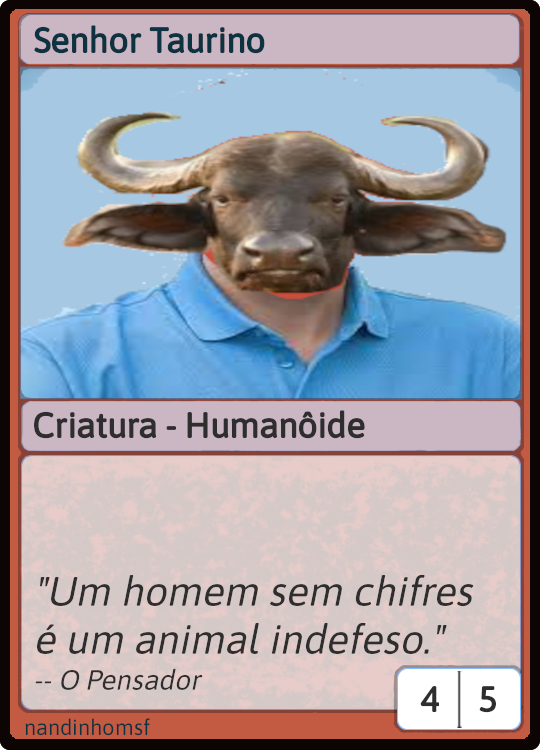 Senhor Taurino
Criatura - Humanôide
"Um homem sem chifres
é um animal indefeso."
-- O Pensador
4 | 5
nandinhomsf